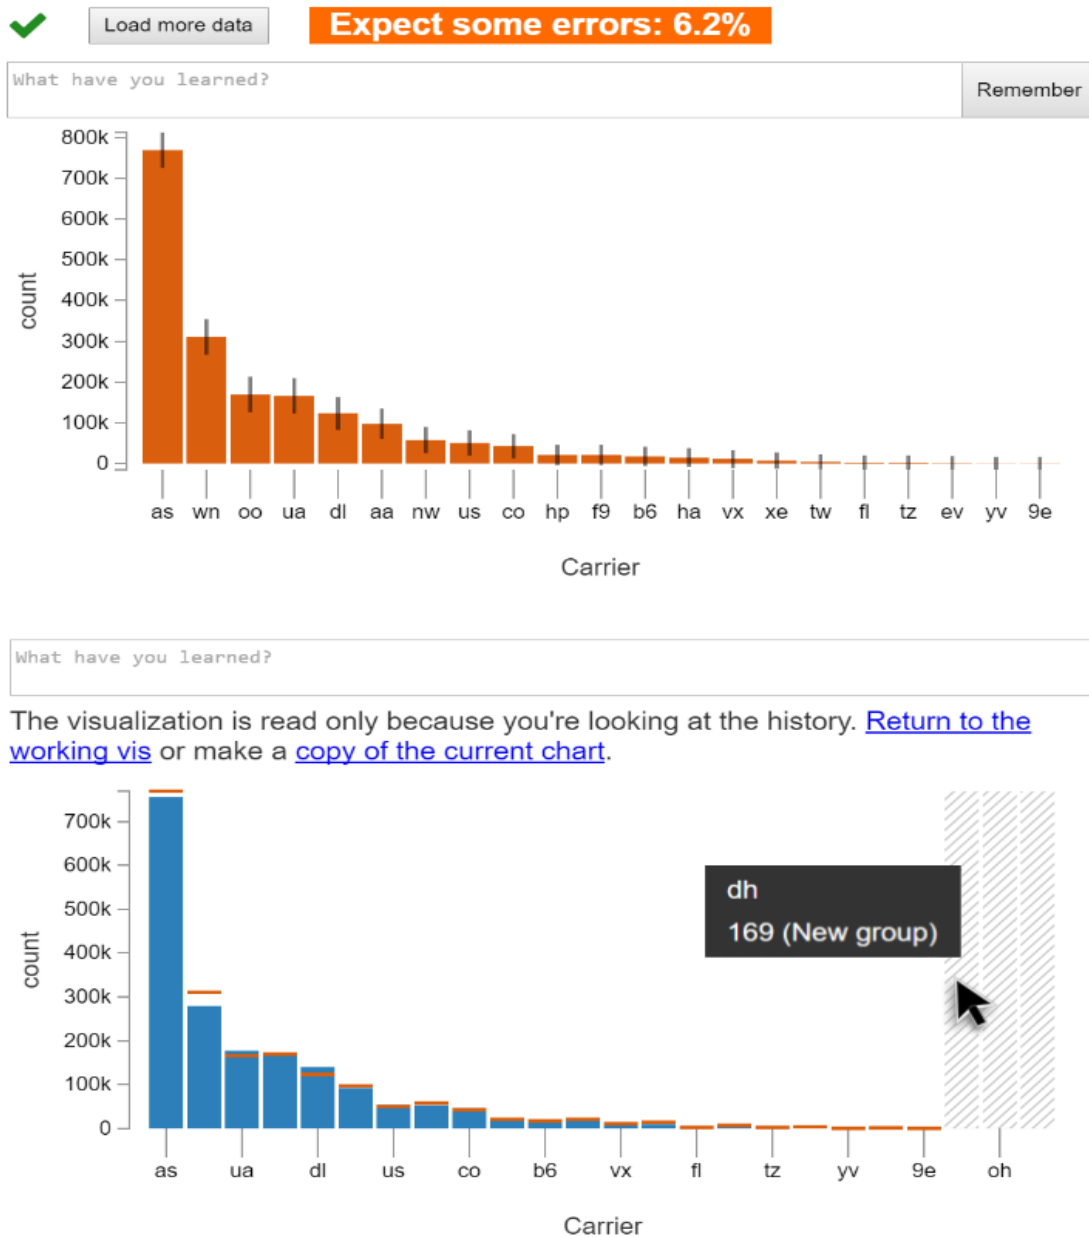 Load more data
Expect some errors: 6.2%
What have you learned?
Remember
800k
700k
600k
500k
400k
300k
200k
100k
0
count
as wn oo ua dl aa nw us co hp f9 b6 ha vx xe tw fl tz ev yv 9e
Carrier
What have you learned?
The visualization is read only because you're looking at the history. Return to the
working vis or make a copy of the current chart.
700k
600k
500k
400k
300k
200k
100k
0
count
dh
169 (New group)
as ua dl us co b6 vx fl tz yv 9e oh
Carrier